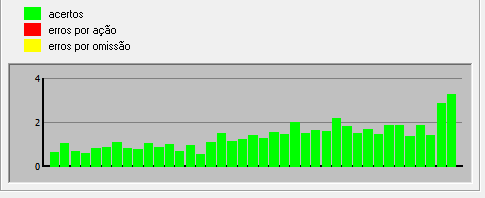 acertos
erros por ação
erros por omissão
4
2
0